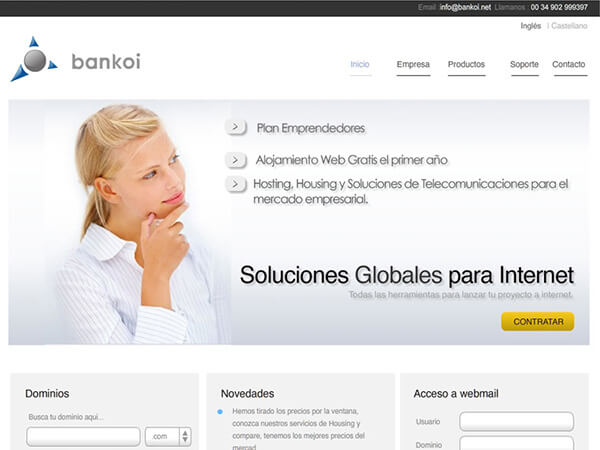 Email :info@bankoi.net Llamanos : 00 34 902 999397
Inglés | Castellano
bankoi
Inicio Empresa Productos Soporte Contacto
> Plan Emprendedores
> Alojamiento Web Gratis el primer año
> Hosting, Housing y Soluciones de Telecomunicaciones para el
mercado empresarial.
Soluciones Globales para Internet
Todas las herramientas para lanzar tu proyecto a internet.
CONTRATAR
Dominios
Busca tu dominio aqui...
.com
Novedades
Hemos tirado los precios por la ventana,
conozca nuestros servicios de Housing y
compare, tenemos los mejores precios del
mercad
Acceso a webmail
Usuario
Dominio